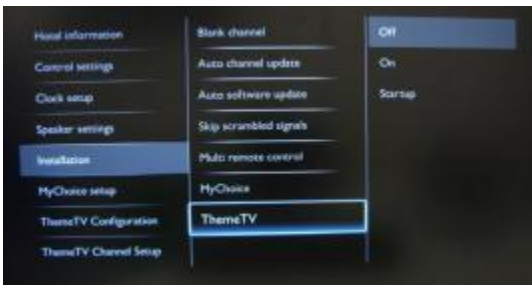 Hotel information
Control settings
Clock setup
Speaker settings
Installation
MyChoice setup
ThemeTV Configuration
ThemeTV Channel Setup
Blank channel
Auto channel update
Auto software update
Skip scrambled signals
Multi remote control
MyChoice
ThemeTV
Off
On
Startup